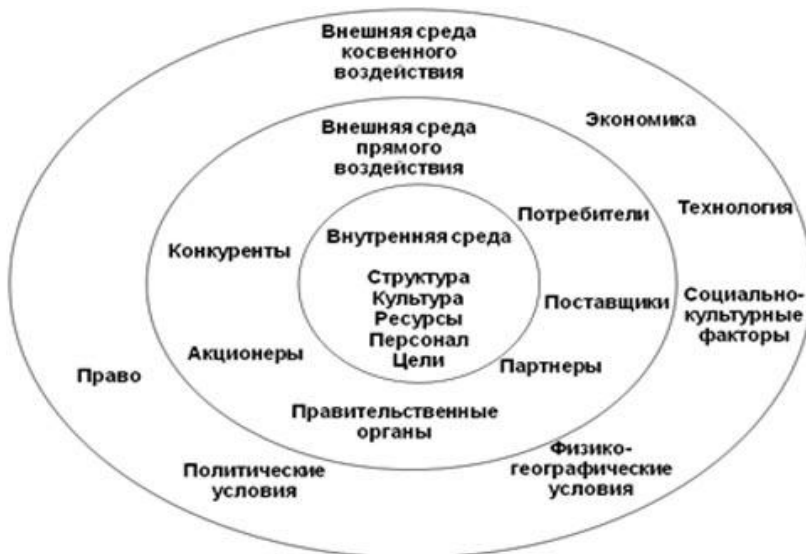 Внешняя среда
косвенного
воздействия
Экономика
Внешняя среда
прямого
воздействия
Потребители
Технология
Внутренняя среда
Конкуренты
Структура
Культура
Ресурсы
Персонал
Цели
Поставщики
Социально-
культурные
факторы
Акционеры
Партнеры
Право
Правительственные
органы
Политические
условия
Физико-
географические
условия